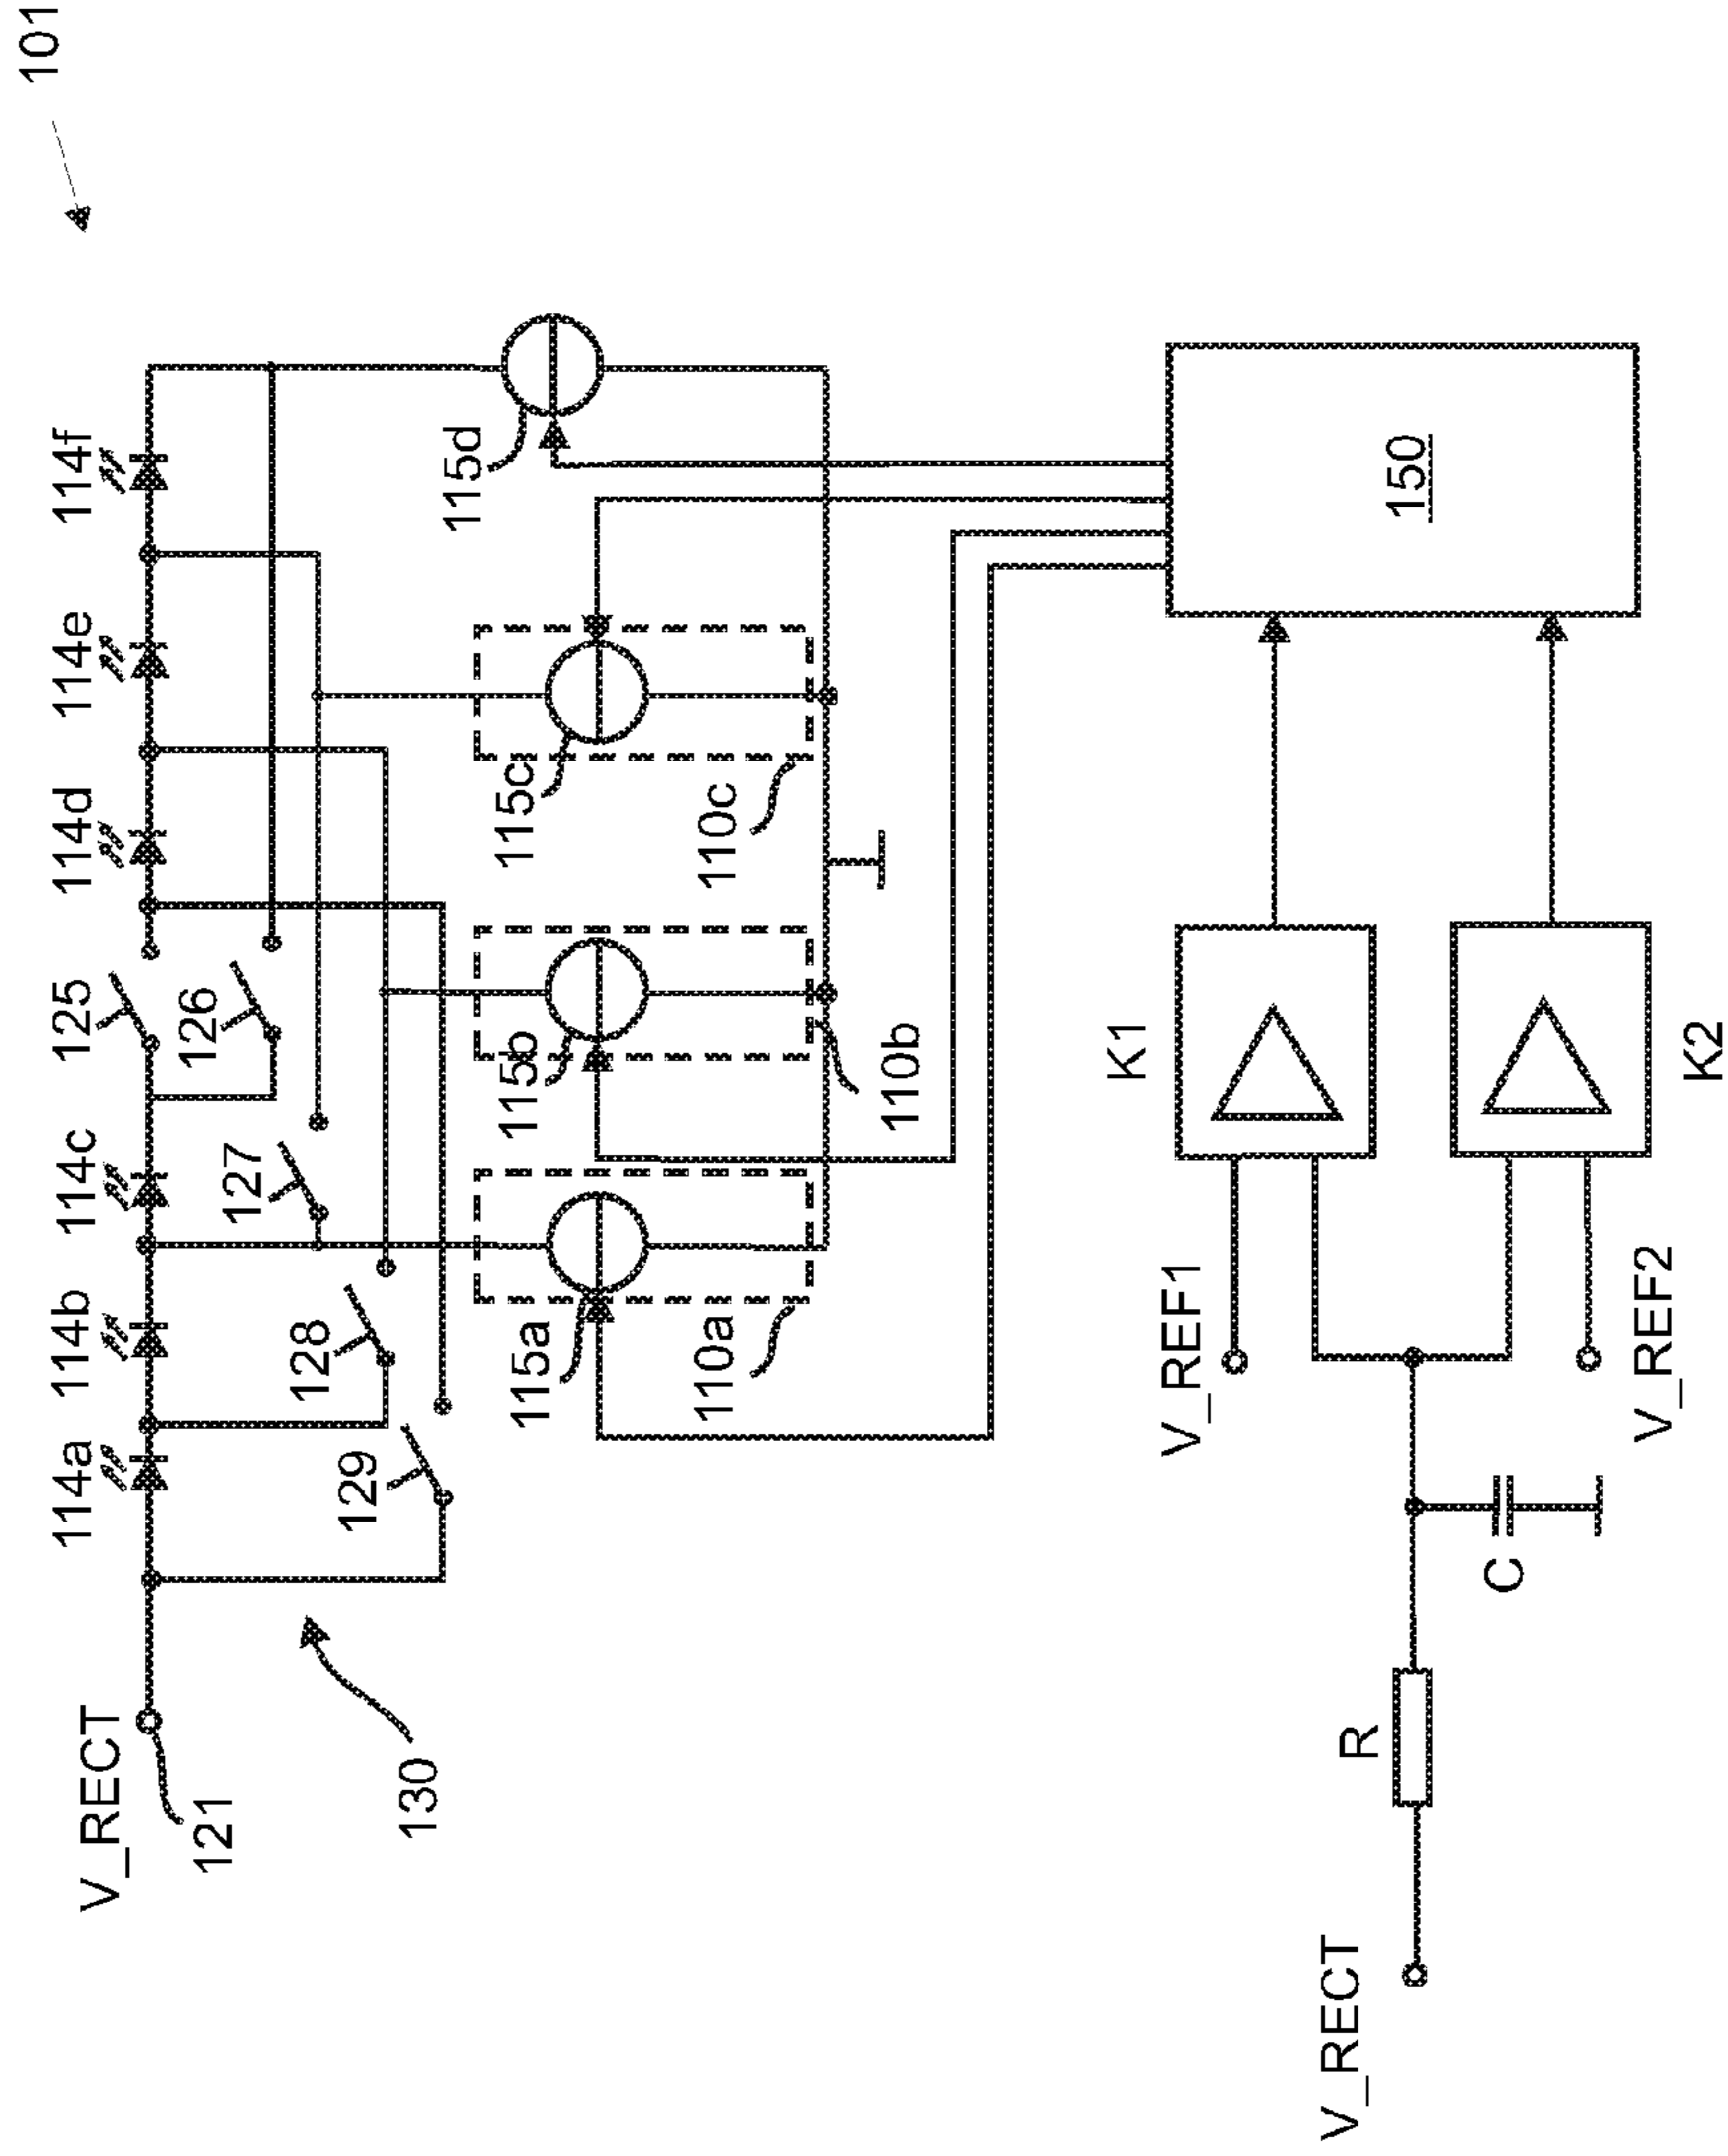 101
114a
114b
114c
125
114d
114e
114f
V_RECT
121
126
127
128
129
130
115a
115b
115c
115d
110a
110b
110c
150
K1
K2
V_REF1
V_REF2
V_RECT
R
C